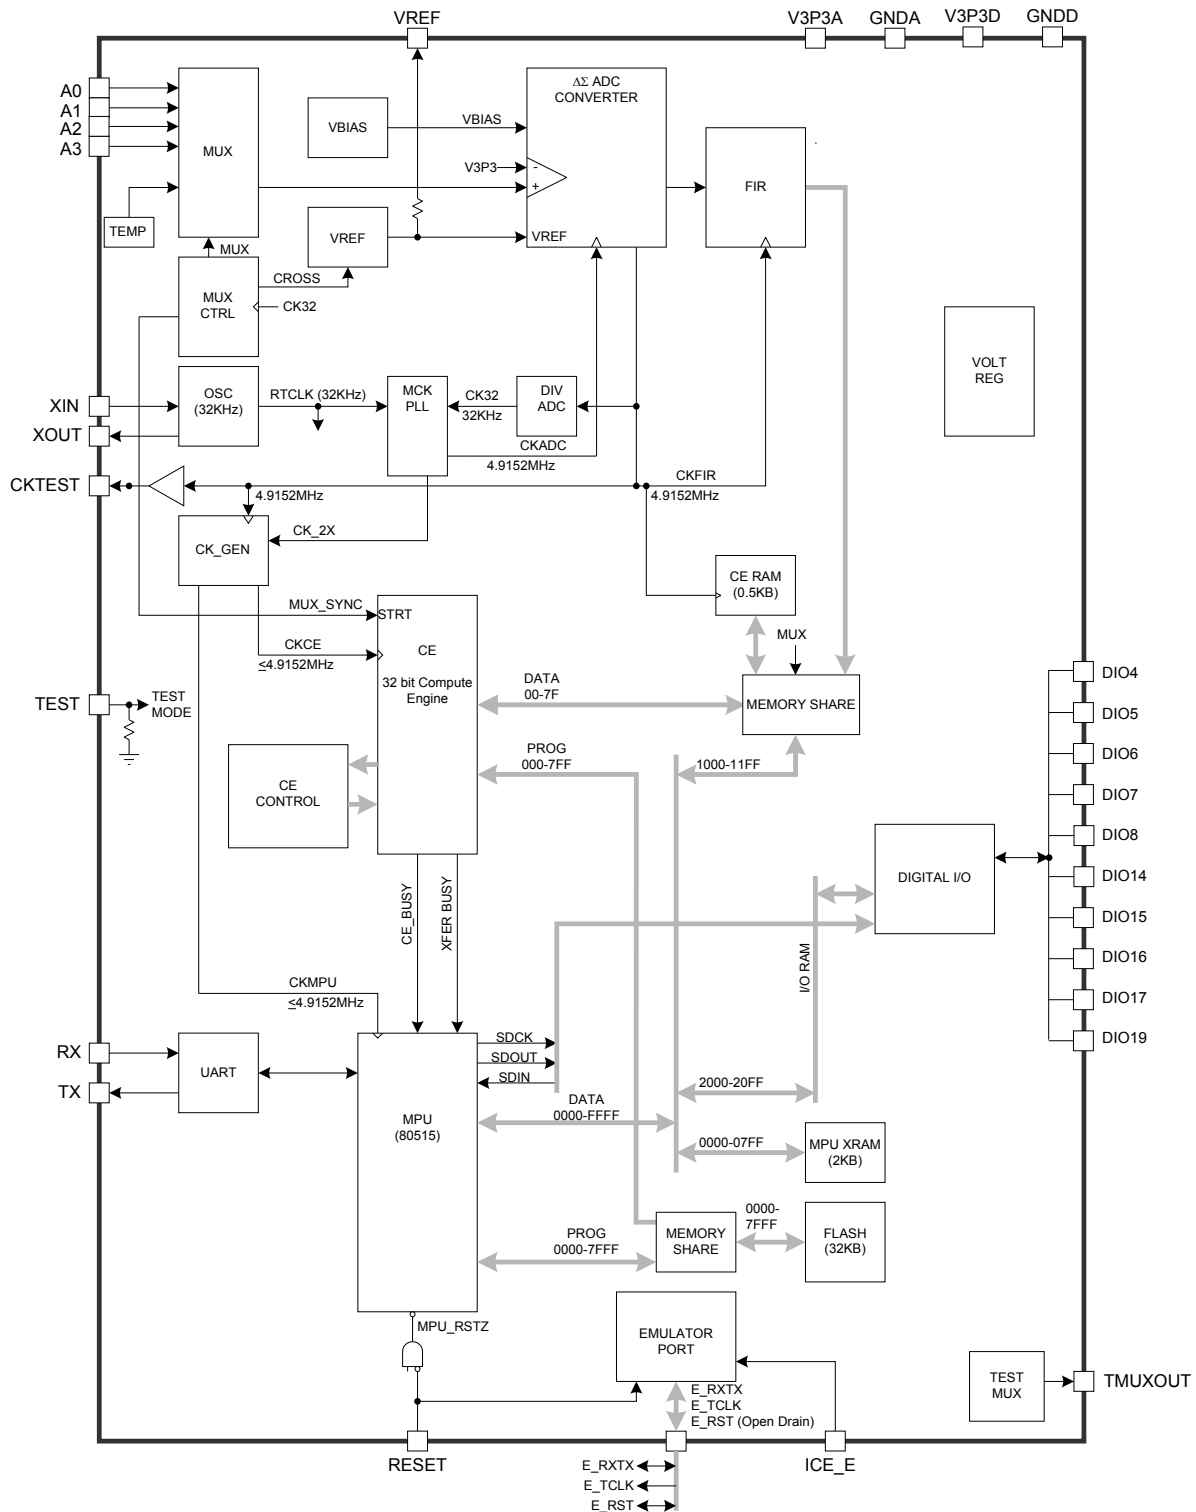 VREF
V3P3A
GNDA
V3P3D
GNDD
A0
A1
A2
A3
MUX
TEMP
VBIAS
VBIAS
V3P3
-
+
ΔΣ ADC
CONVERTER
VREF
FIR
VREF
MUX
MUX
CTRL
CROSS
CK32
VOLT
REG
XIN
XOUT
OSC
(32KHz)
RTCLK (32KHz)
MCK
PLL
CK32
32KHz
DIV
ADC
CKADC
4.9152MHz
CKTEST
4.9152MHz
CKFIR
4.9152MHz
CK_GEN
CK_2X
CE RAM
(0.5KB)
MUX_SYNC
STRT
CKCE
≤4.9152MHz
CE
32 bit Compute
Engine
MUX
MEMORY SHARE
DATA
00-7F
TEST
TEST
MODE
PROG
000-7FF
1000-11FF
CE
CONTROL
DIO4
DIO5
DIO6
DIO7
DIO8
DIO14
DIO15
DIO16
DIO17
DIO19
DIGITAL I/O
I/O RAM
CE_BUSY
XFER BUSY
CKMPU
≤4.9152MHz
RX
TX
UART
MPU
(80515)
SDCK
SDOUT
SDIN
DATA
0000-FFFF
2000-20FF
0000-07FF
MPU XRAM
(2KB)
PROG
0000-7FFF
MEMORY
SHARE
0000-
7FFF
FLASH
(32KB)
MPU_RSTZ
EMULATOR
PORT
E_RXTX
E_TCLK
E_RST (Open Drain)
TEST
MUX
TMUXOUT
RESET
ICE_E
E_RXTX
E_TCLK
E_RST